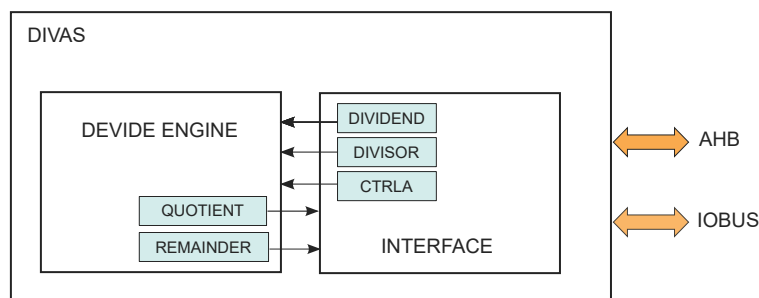 DIVAS
DEVIDE ENGINE
DIVIDEND
DIVISOR
CTRLA
QUOTIENT
REMAINDER
INTERFACE
AHB
IOBUS